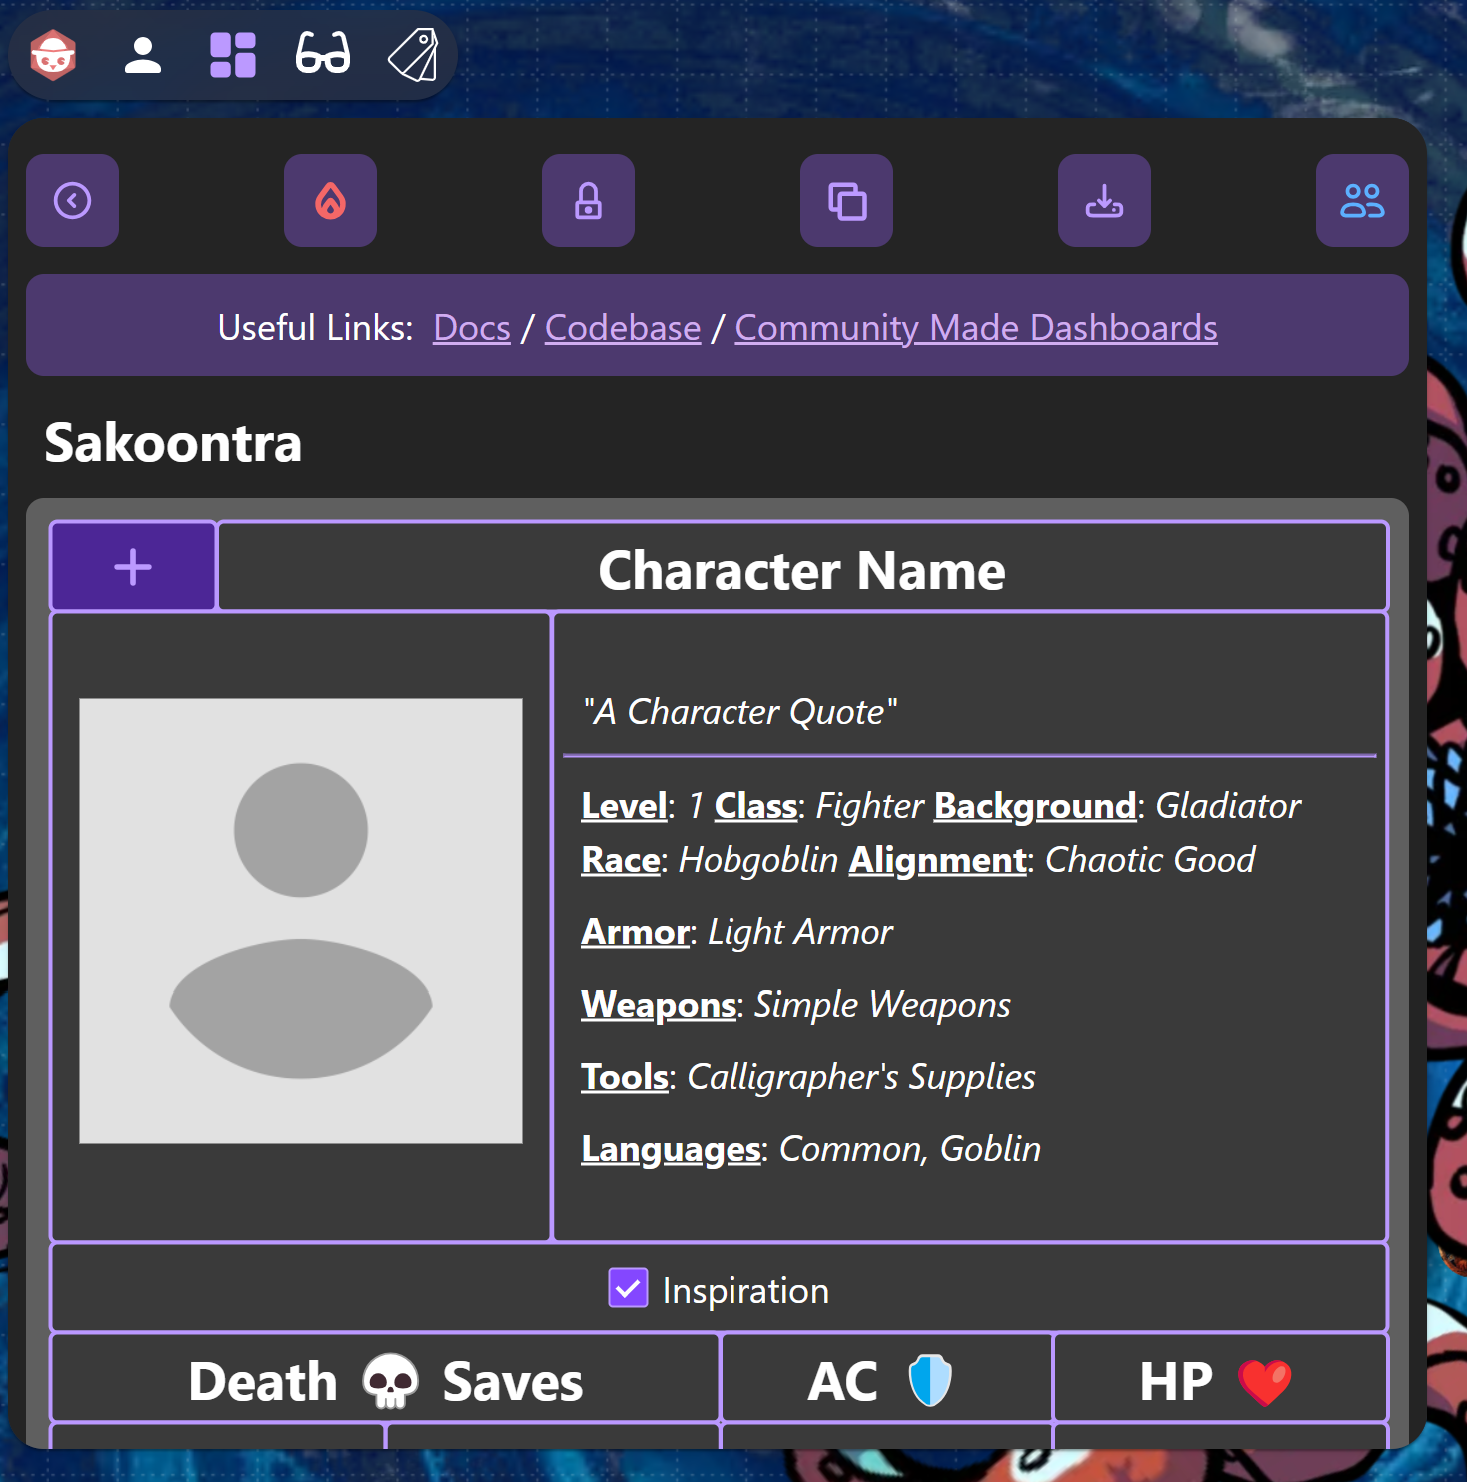 Useful Links: Docs / Codebase / Community Made Dashboards
Sakoontra
Character Name
"A Character Quote"
Level: 1 Class: Fighter Background: Gladiator
Race: Hobgoblin Alignment: Chaotic Good
Armor: Light Armor
Weapons: Simple Weapons
Tools: Calligrapher's Supplies
Languages: Common, Goblin
Inspiration
Death 💀 Saves
AC 🛡️
HP ❤️